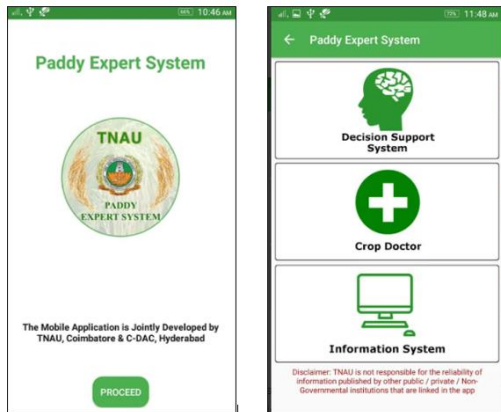 66% 10:46 AM
Paddy Expert System
TNAU
PADDY
EXPERT SYSTEM
The Mobile Application is Jointly Developed by
TNAU, Coimbatore & C-DAC, Hyderabad
PROCEED
11:48 AM
Paddy Expert System
Decision Support
System
Crop Doctor
Information System
Disclaimer: TNAU is not responsible for the reliability of
information published by other public / private / Non-
Governmental institutions that are linked in the app